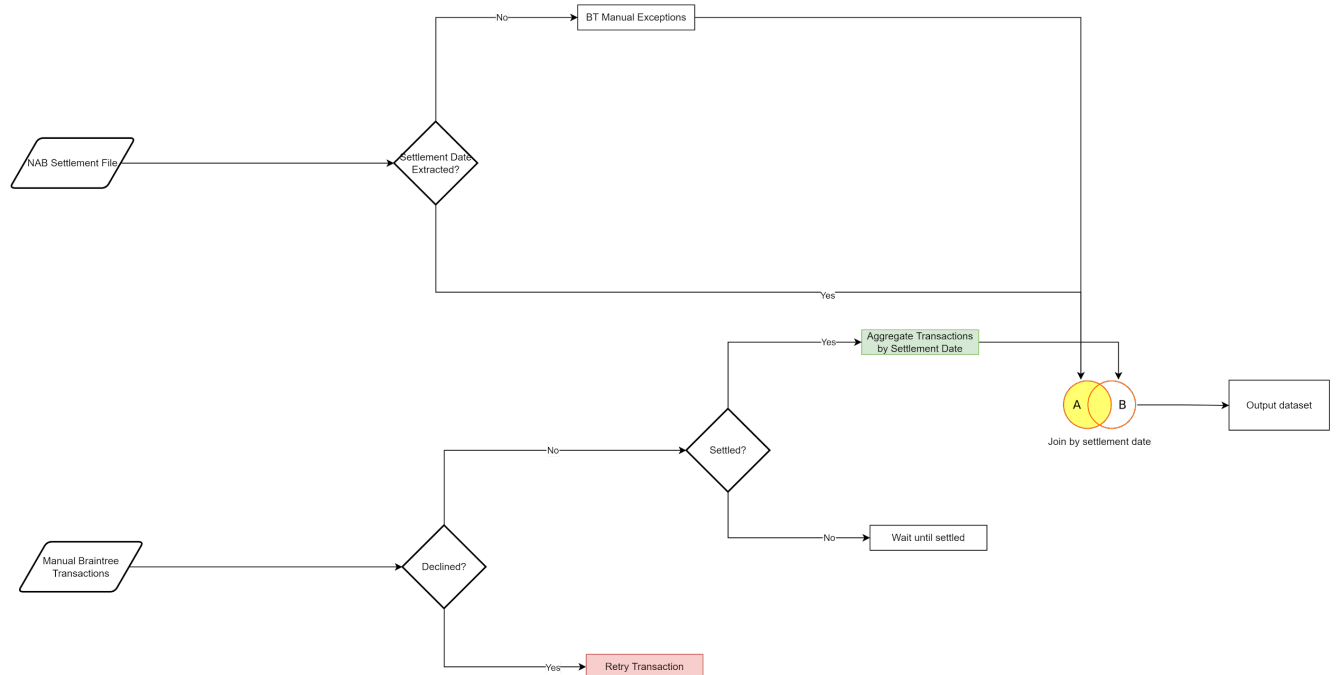 No
BT Manual Exceptions
NAB Settlement File
Settlement Date
Extracted?
Yes
Yes
Aggregate Transactions
by Settlement Date
A
B
Output dataset
Join by settlement date
No
Settled?
No
Wait until settled
Manual Braintree
Transactions
Declined?
Yes
Retry Transaction